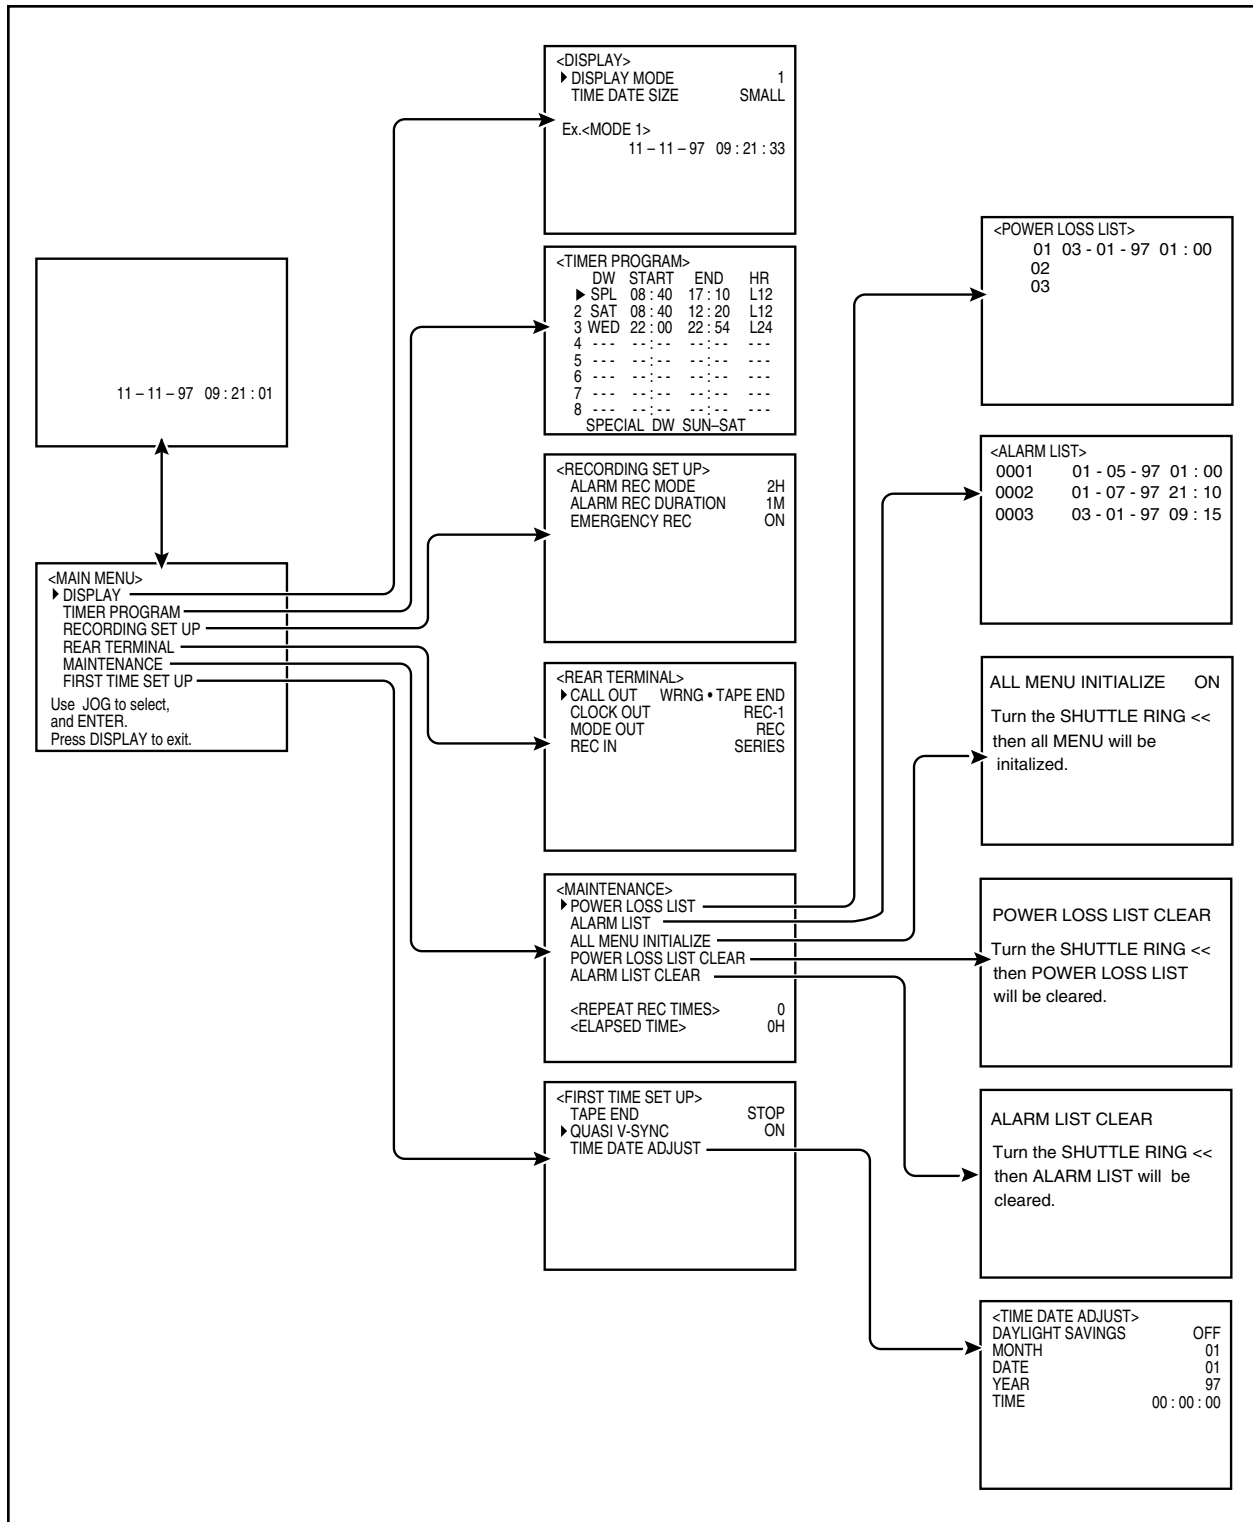 11 – 11 – 97 09 : 21 : 01
<MAIN MENU>
DISPLAY
TIMER PROGRAM
RECORDING SET UP
REAR TERMINAL
MAINTENANCE
FIRST TIME SET UP
Use JOG to select,
and ENTER.
Press DISPLAY to exit.
<DISPLAY>
DISPLAY MODE 1
TIME DATE SIZE SMALL
Ex.<MODE 1>
11 – 11 – 97 09 : 21 : 33
<TIMER PROGRAM>
DW START END HR
SPL 08 : 40 17 : 10 L12
2 SAT 08 : 40 12 : 20 L12
3 WED 22 : 00 22 : 54 L24
4 - - - - - : - - - - : - - - - -
5 - - - - - : - - - - : - - - - -
6 - - - - - : - - - - : - - - - -
7 - - - - - : - - - - : - - - - -
8 - - - - - : - - - - : - - - - -
SPECIAL DW SUN–SAT
<RECORDING SET UP>
ALARM REC MODE 2H
ALARM REC DURATION 1M
EMERGENCY REC ON
<REAR TERMINAL>
CALL OUT WRNG • TAPE END
CLOCK OUT REC-1
MODE OUT REC
REC IN SERIES
<MAINTENANCE>
POWER LOSS LIST
ALARM LIST
ALL MENU INITIALIZE
POWER LOSS LIST CLEAR
ALARM LIST CLEAR
<REPEAT REC TIMES> 0
<ELAPSED TIME> 0H
<FIRST TIME SET UP>
TAPE END STOP
QUASI V-SYNC ON
TIME DATE ADJUST
<POWER LOSS LIST>
01 03 - 01 - 97 01 : 00
02
03
<ALARM LIST>
0001 01 - 05 - 97 01 : 00
0002 01 - 07 - 97 21 : 10
0003 03 - 01 - 97 09 : 15
ALL MENU INITIALIZE ON
Turn the SHUTTLE RING <<
then all MENU will be
initalized.
POWER LOSS LIST CLEAR
Turn the SHUTTLE RING <<
then POWER LOSS LIST
will be cleared.
ALARM LIST CLEAR
Turn the SHUTTLE RING <<
then ALARM LIST will be
cleared.
<TIME DATE ADJUST>
DAYLIGHT SAVINGS OFF
MONTH 01
DATE 01
YEAR 97
TIME 00 : 00 : 00